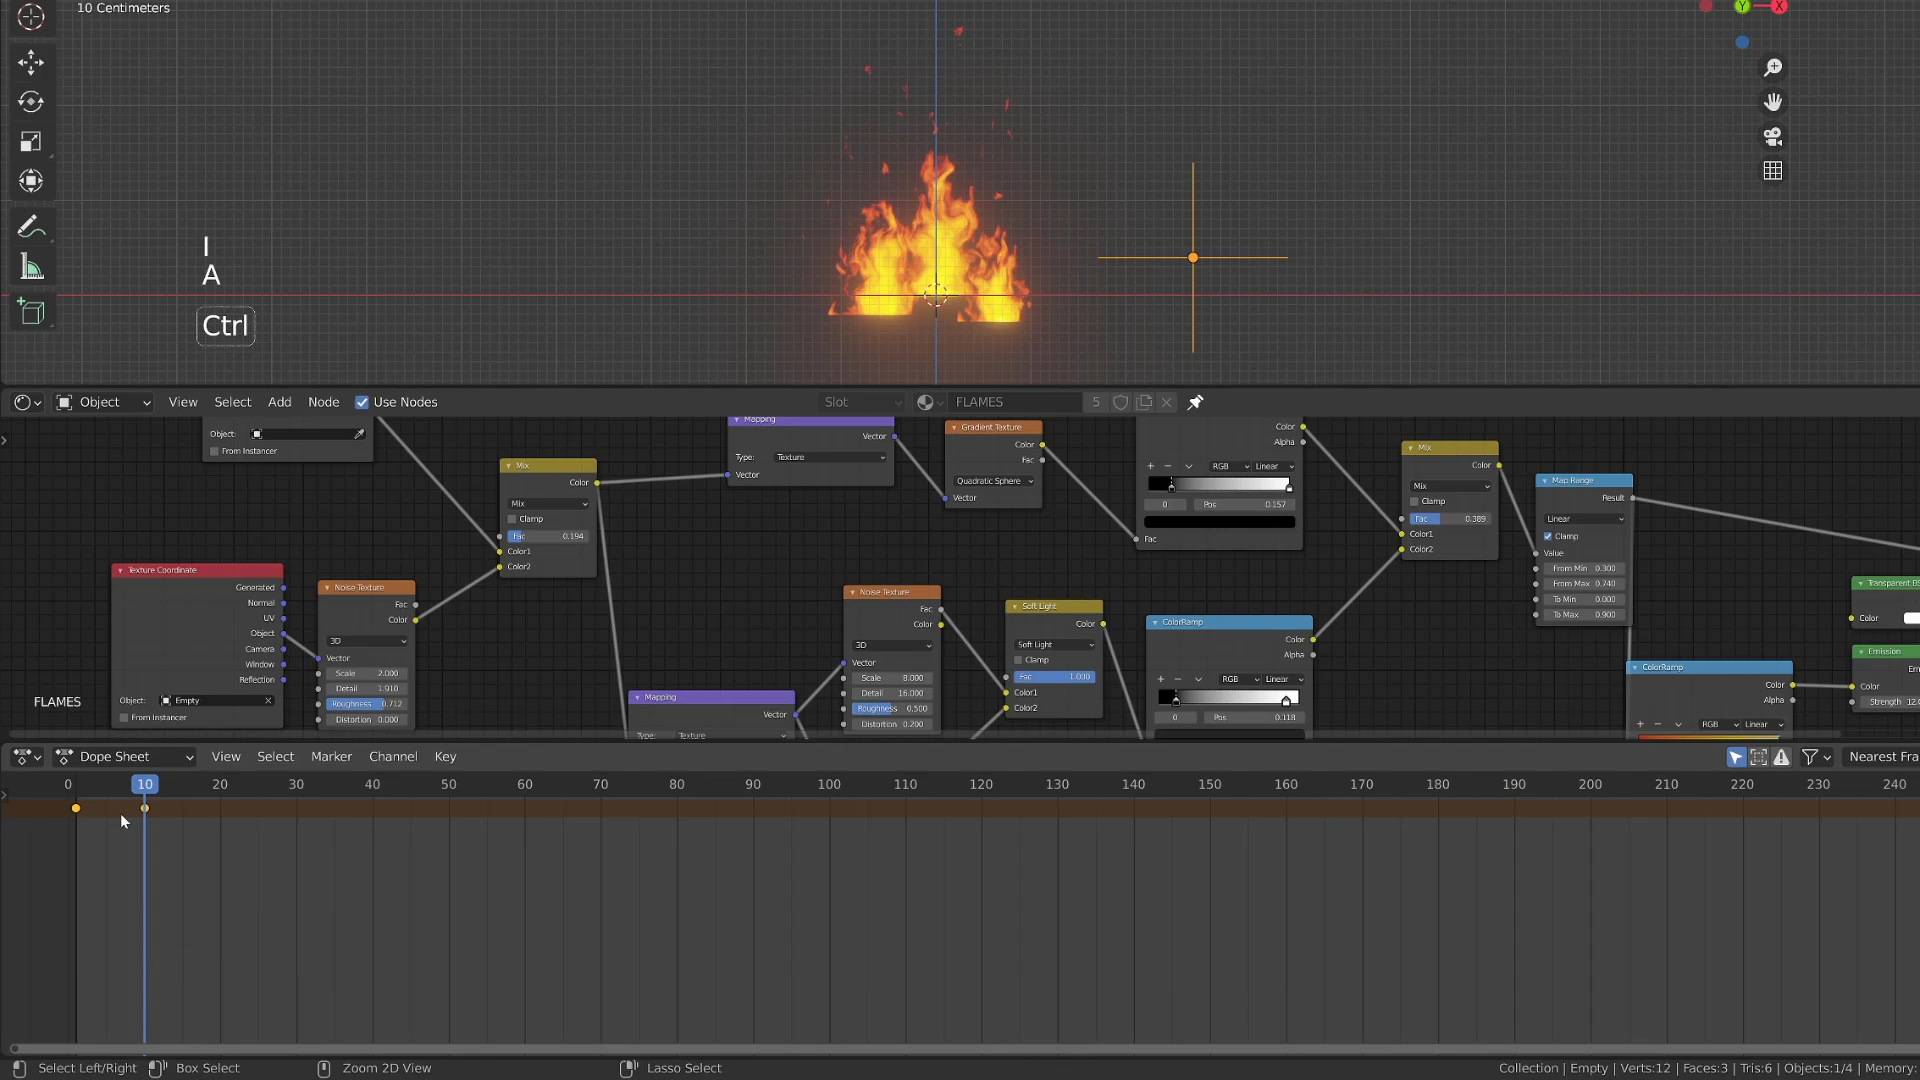 10 Centimeters
Y
X
I
A
Ctrl
Object
View
Select
Add
Node
Use Nodes
Slot
FLAMES
5
Object:
From Instancer
Mix
Color
Mix
Clamp
Fac 0.194
Color1
Color2
Mapping
Vector
Type: Texture
Vector
Gradient Texture
Color
Fac
Quadratic Sphere
Vector
Color
Alpha
RGB
Linear
0
Pos 0.157
Fac
Mix
Color
Mix
Clamp
Fac 0.389
Color1
Color2
Map Range
Result
Linear
Clamp
Value
From Min 0.300
From Max 0.740
To Min 0.000
To Max 0.900
Texture Coordinate
Generated
Normal
UV
Object
Camera
Window
Reflection
Object: Empty
From Instancer
Noise Texture
Fac
Color
3D
Vector
Scale 2.000
Detail 1.910
Roughness 0.712
Distortion 0.000
Mapping
Vector
Type: Texture
Noise Texture
Fac
Color
3D
Vector
Scale 8.000
Detail 16.000
Roughness 0.500
Distortion 0.200
Soft Light
Color
Soft Light
Clamp
Fac 1.000
Color1
Color2
ColorRamp
Color
Alpha
RGB
Linear
0
Pos 0.118
ColorRamp
Color
Alpha
RGB
Linear
Transparent BS
Color
Emission
Em
Color
Strength 12.0
FLAMES
Dope Sheet
View
Select
Marker
Channel
Key
Nearest Fra
0 10 20 30 40 50 60 70 80 90 100 110 120 130 140 150 160 170 180 190 200 210 220 230 240
Select Left/Right
Box Select
Zoom 2D View
Lasso Select
Collection | Empty | Verts:12 | Faces:3 | Tris:6 | Objects:1/4 | Memory: